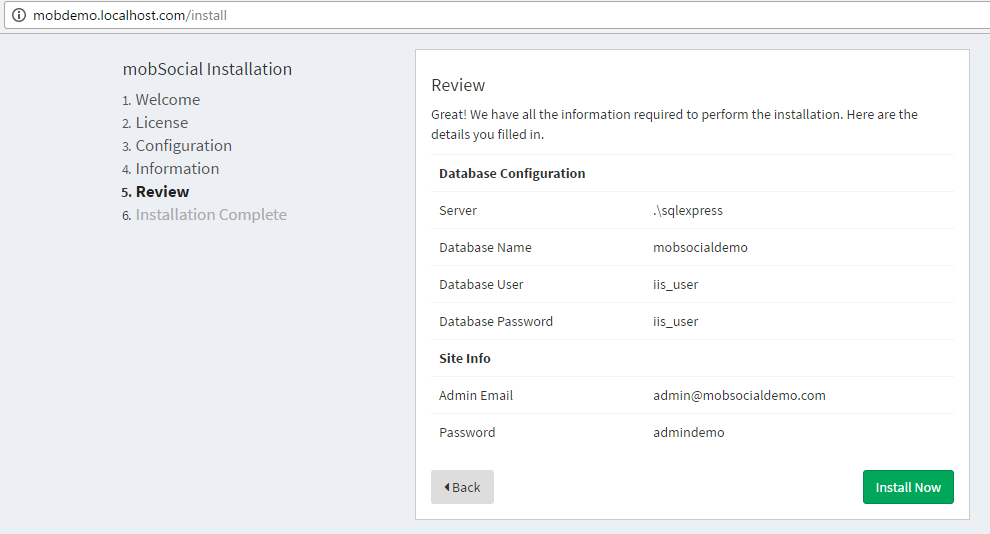 mobdemo.localhost.com/install
mobSocial Installation
1. Welcome
2. License
3. Configuration
4. Information
5. Review
6. Installation Complete
Review
Great! We have all the information required to perform the installation. Here are the
details you filled in.
Database Configuration
Server .\sqlexpress
Database Name mobsocialdemo
Database User iis_user
Database Password iis_user
Site Info
Admin Email admin@mobsocialdemo.com
Password admindemo
Back
Install Now